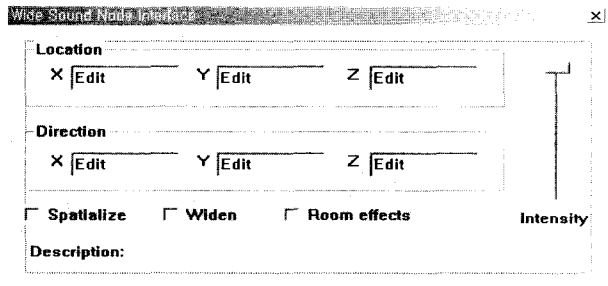 Wide Sound Node Interface
Location
X Edit Y Edit Z Edit
Direction
X Edit Y Edit Z Edit
Spatialize Widen Room effects
Intensity
Description: